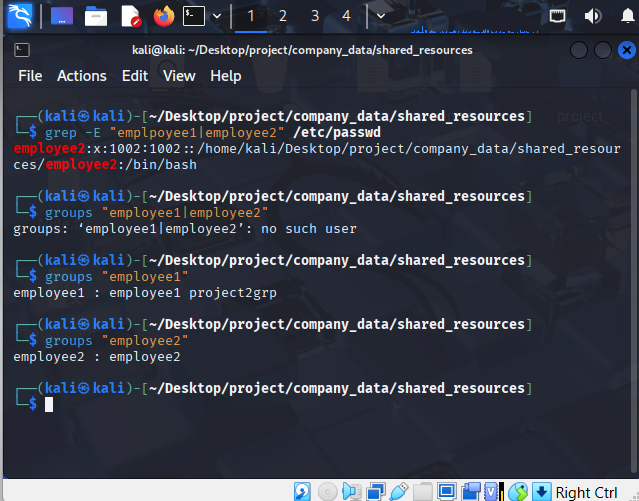 1 2 3 4
kali@kali: ~/Desktop/project/company_data/shared_resources
File Actions Edit View Help
project
┌──(kali㉿kali)-[~/Desktop/project/company_data/shared_resources]
└─$ grep -E "emplpoyee1|employee2" /etc/passwd
employee2:x:1002:1002::/home/kali/Desktop/project/company_data/shared_resour
ces/employee2:/bin/bash
┌──(kali㉿kali)-[~/Desktop/project/company_data/shared_resources]
└─$ groups "employee1|employee2"
groups: ‘employee1|employee2’: no such user
┌──(kali㉿kali)-[~/Desktop/project/company_data/shared_resources]
└─$ groups "employee1"
employee1 : employee1 project2grp
┌──(kali㉿kali)-[~/Desktop/project/company_data/shared_resources]
└─$ groups "employee2"
employee2 : employee2
┌──(kali㉿kali)-[~/Desktop/project/company_data/shared_resources]
└─$
Right Ctrl